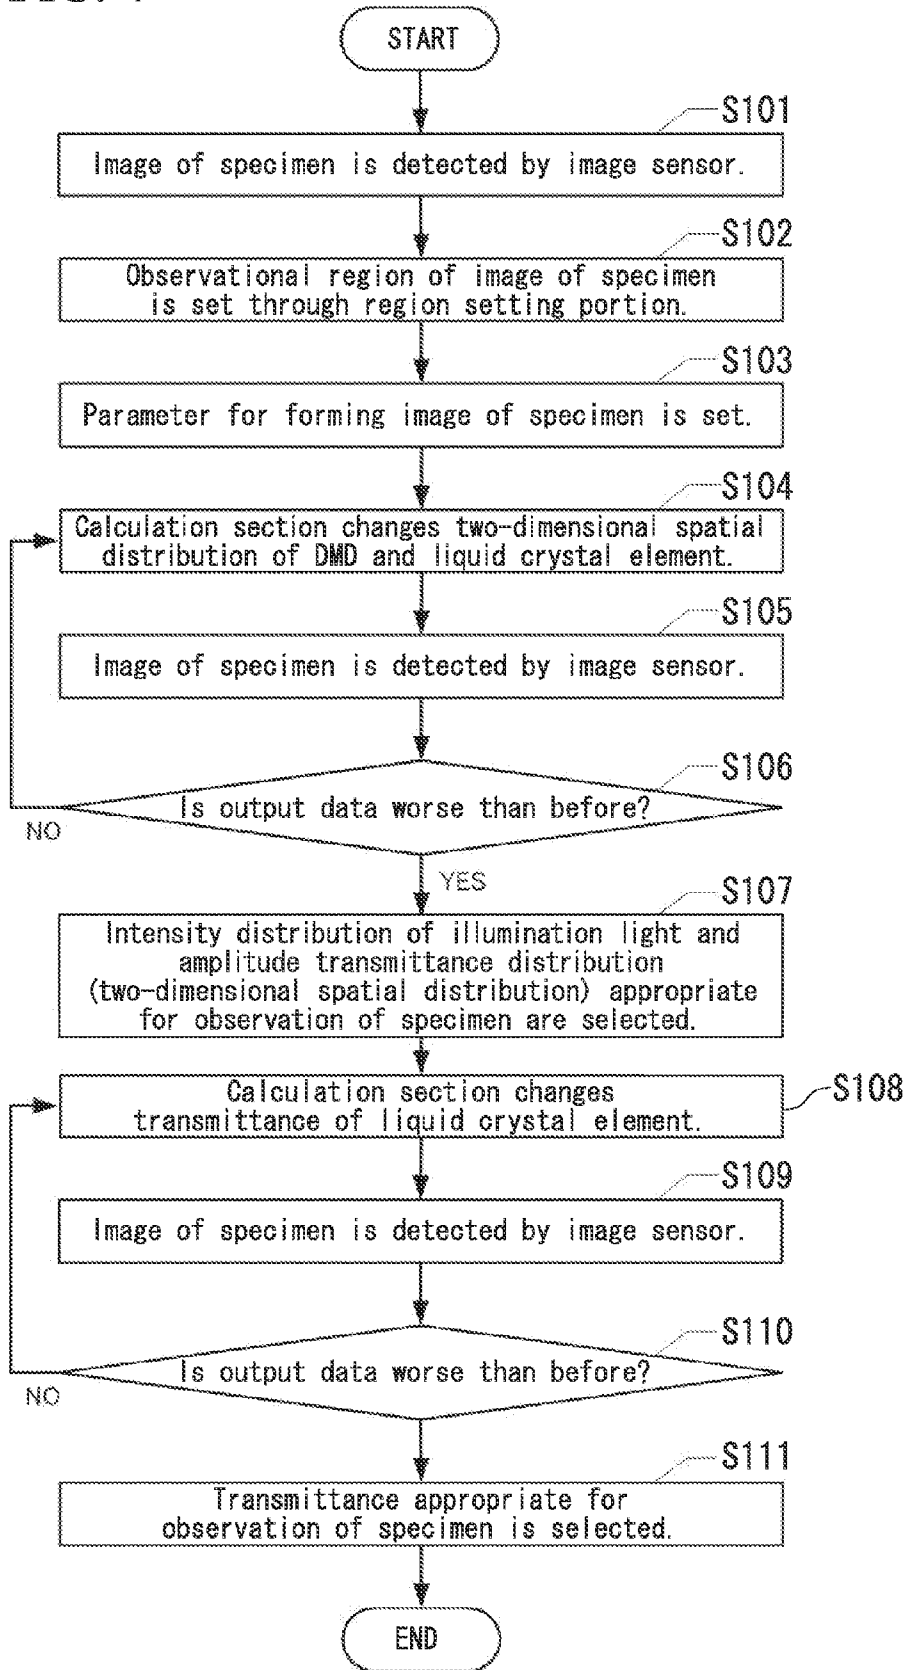 START
S101
Image of specimen is detected by image sensor.
S102
Observational region of image of specimen
is set through region setting portion.
S103
Parameter for forming image of specimen is set.
S104
Calculation section changes two-dimensional spatial
distribution of DMD and liquid crystal element.
S105
Image of specimen is detected by image sensor.
S106
Is output data worse than before?
NO
YES
S107
Intensity distribution of illumination light and
amplitude transmittance distribution
(two-dimensional spatial distribution) appropriate
for observation of specimen are selected.
S108
Calculation section changes
transmittance of liquid crystal element.
S109
Image of specimen is detected by image sensor.
S110
Is output data worse than before?
NO
S111
Transmittance appropriate for
observation of specimen is selected.
END